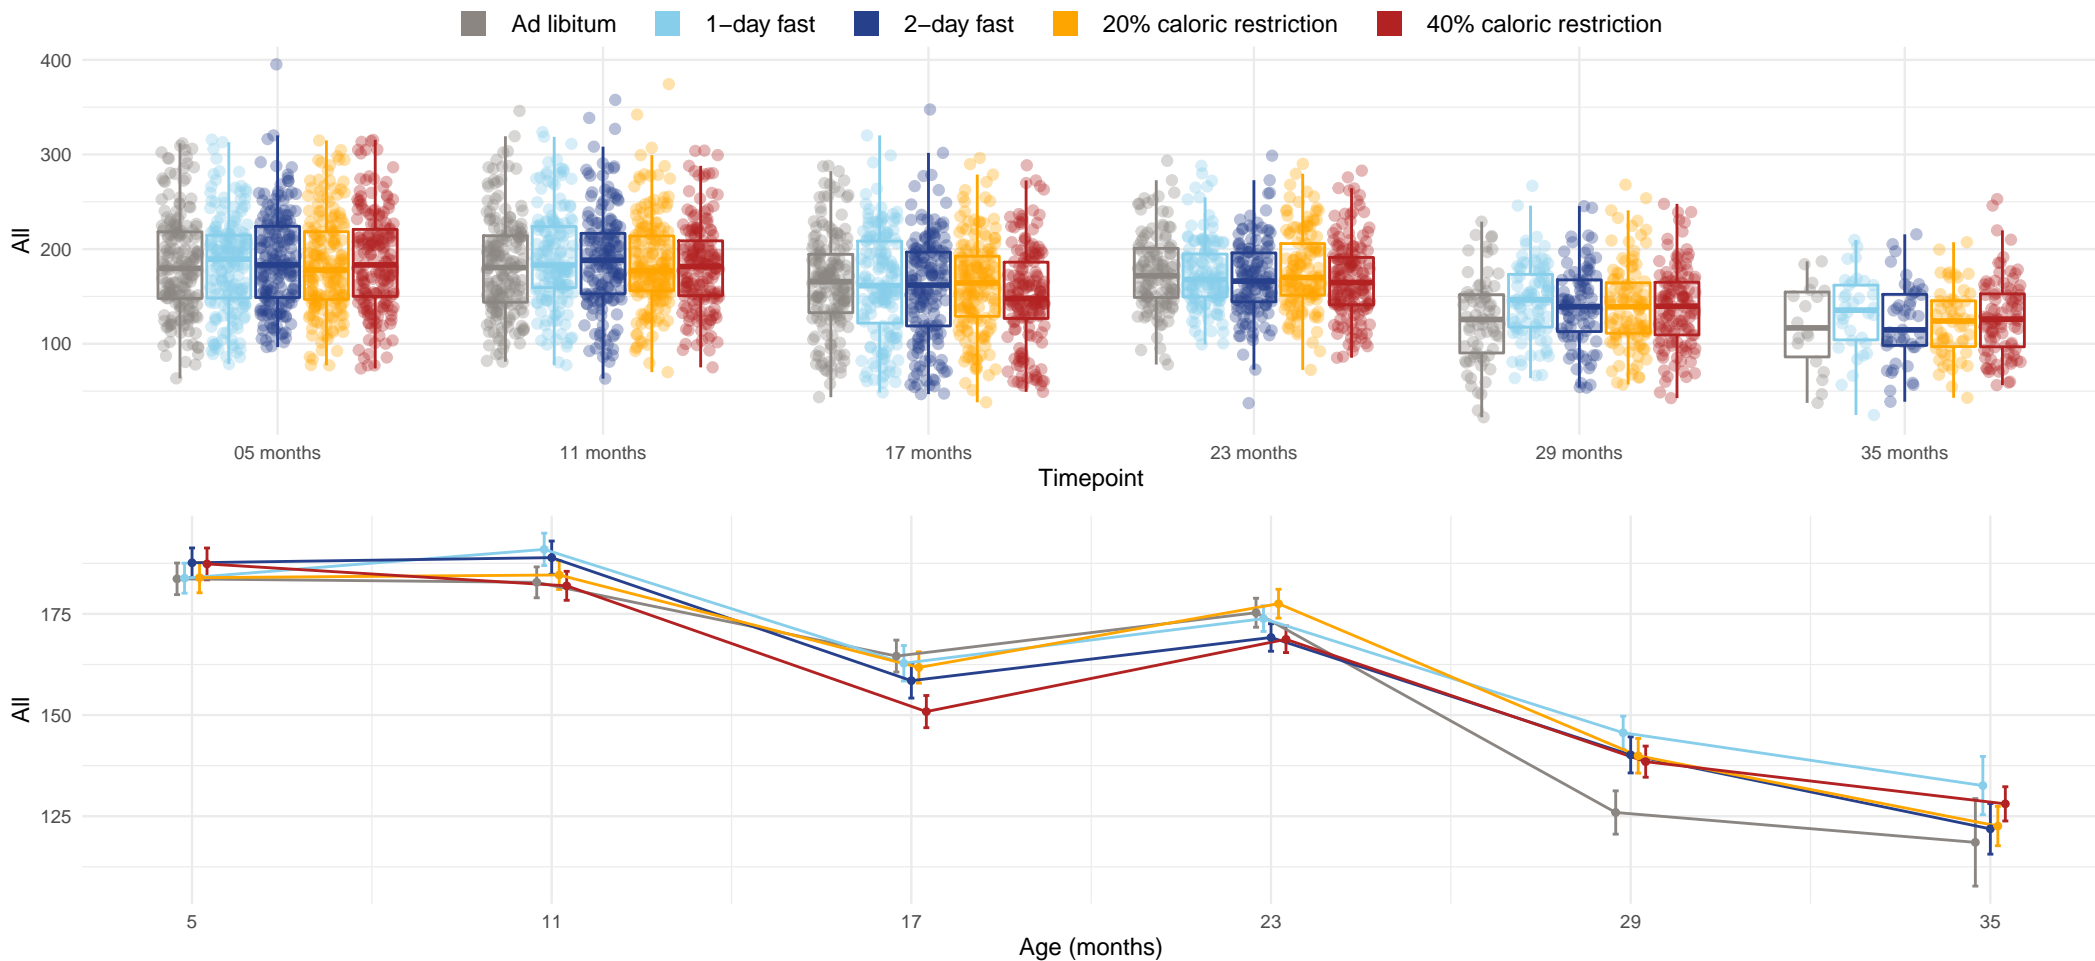 Ad libitum 1−day fast 2−day fast 20% caloric restriction 40% caloric restriction
400
300
200
100
All
05 months 11 months 17 months 23 months 29 months 35 months
Timepoint
175
150
125
All
5 11 17 23 29 35
Age (months)